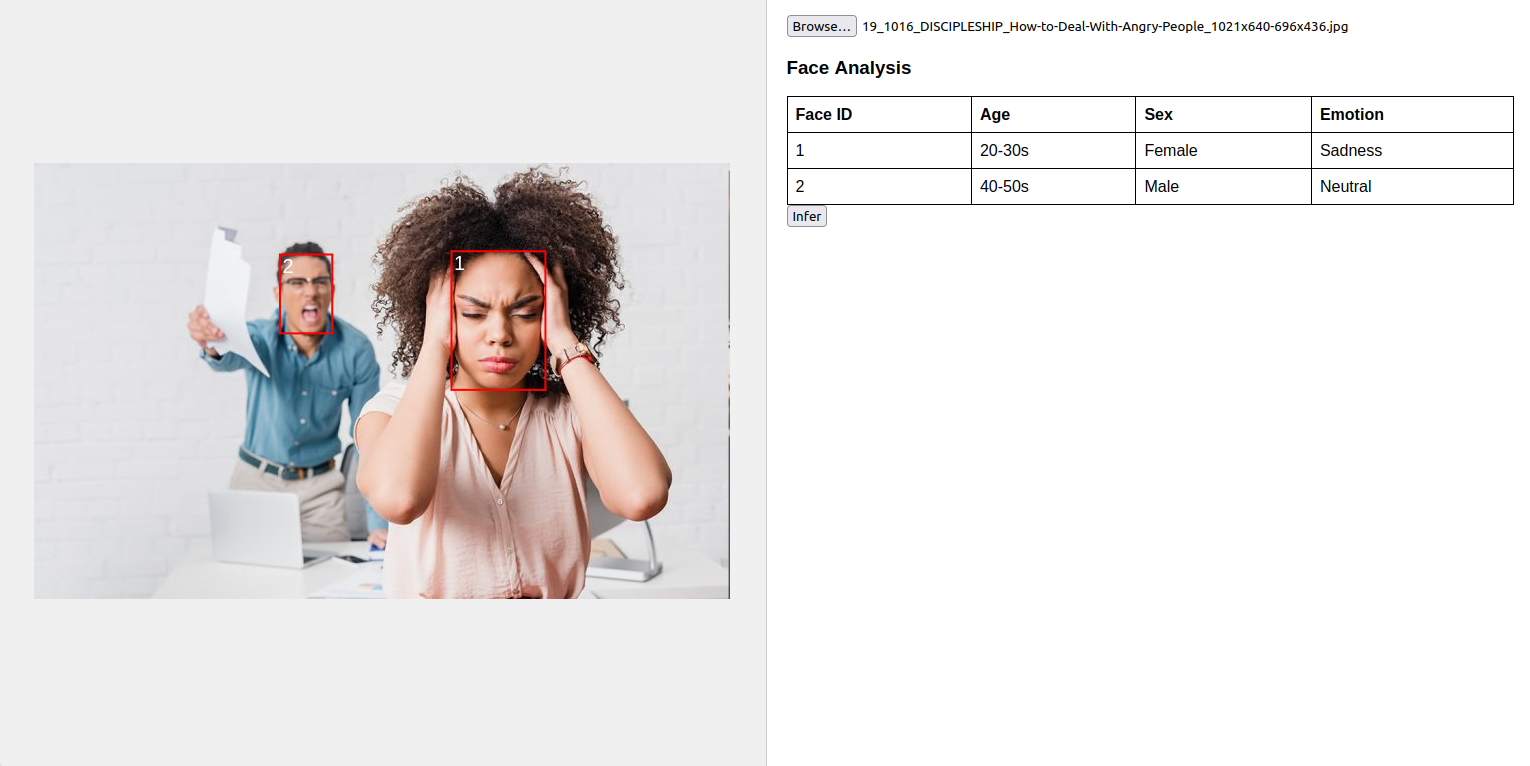 Browse... 19_1016_DISCIPLESHIP_How-to-Deal-With-Angry-People_1021x640-696x436.jpg
Face Analysis
Face ID Age Sex Emotion
1 20-30s Female Sadness
2 40-50s Male Neutral
Infer
2
1